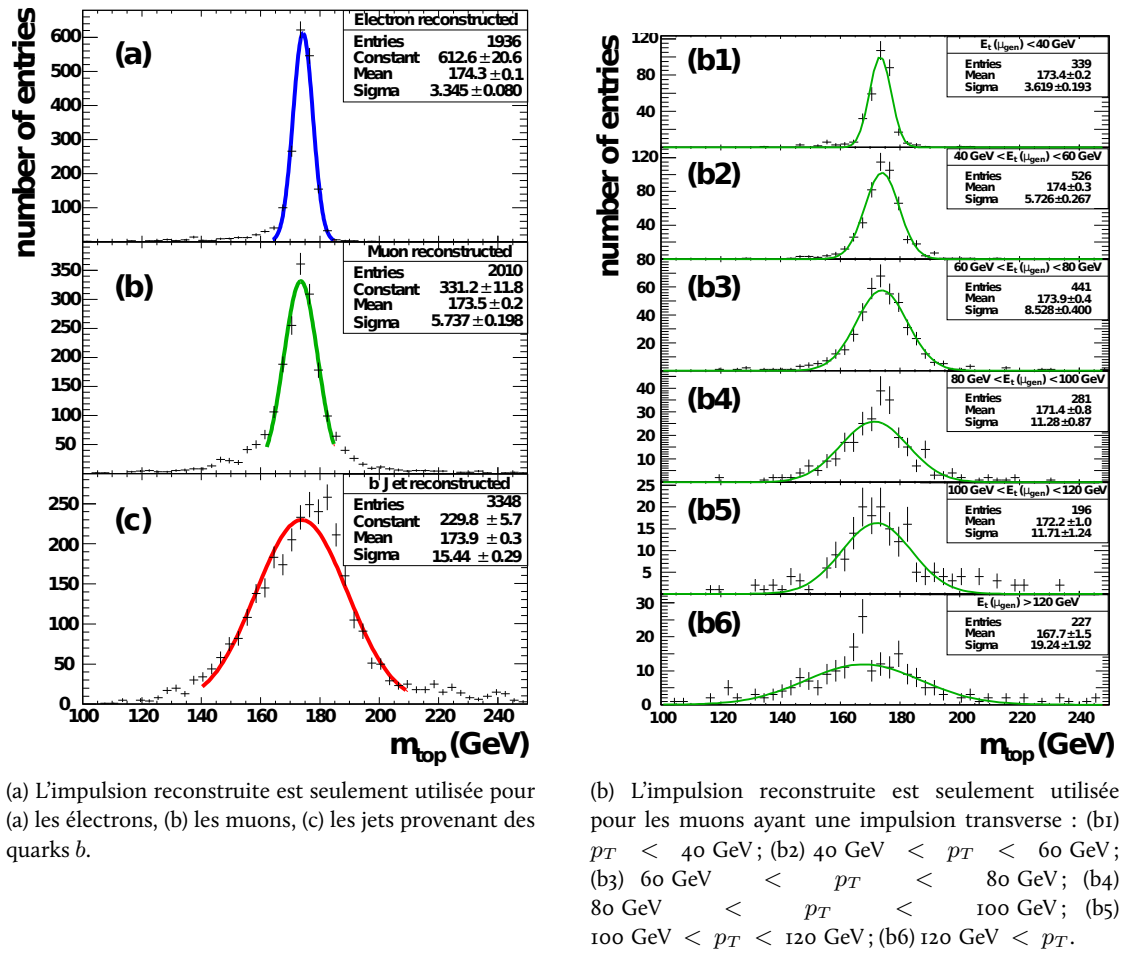 number of entries
(a)
Electron reconstructed
Entries 1936
Constant 612.6 ± 20.6
Mean 174.3 ± 0.1
Sigma 3.345 ± 0.080
600
500
400
300
200
100
(b)
Muon reconstructed
Entries 2010
Constant 331.2 ± 11.8
Mean 173.5 ± 0.2
Sigma 5.737 ± 0.198
350
300
250
200
150
100
50
(c)
b Jet reconstructed
Entries 3348
Constant 229.8 ± 5.7
Mean 173.9 ± 0.3
Sigma 15.44 ± 0.29
250
200
150
100
50
0
100 120 140 160 180 200 220 240
m_top (GeV)
(a) L'impulsion reconstruite est seulement utilisée pour
(a) les électrons, (b) les muons, (c) les jets provenant des
quarks b.
number of entries
(b1)
E_t (μ_gen) < 40 GeV
Entries 339
Mean 173.4 ± 0.2
Sigma 3.619 ± 0.193
120
80
40
(b2)
40 GeV < E_t (μ_gen) < 60 GeV
Entries 526
Mean 174 ± 0.3
Sigma 5.726 ± 0.267
120
80
40
(b3)
60 GeV < E_t (μ_gen) < 80 GeV
Entries 441
Mean 173.9 ± 0.4
Sigma 8.528 ± 0.400
80
60
40
20
(b4)
80 GeV < E_t (μ_gen) < 100 GeV
Entries 281
Mean 171.4 ± 0.8
Sigma 11.28 ± 0.87
40
30
20
10
(b5)
100 GeV < E_t (μ_gen) < 120 GeV
Entries 196
Mean 172.2 ± 1.0
Sigma 11.71 ± 1.24
25
20
15
10
5
(b6)
E_t (μ_gen) > 120 GeV
Entries 227
Mean 167.7 ± 1.5
Sigma 19.24 ± 1.92
30
20
10
0
100 120 140 160 180 200 220 240
m_top (GeV)
(b) L'impulsion reconstruite est seulement utilisée
pour les muons ayant une impulsion transverse : (b1)
p_T < 40 GeV ; (b2) 40 GeV < p_T < 60 GeV ;
(b3) 60 GeV < p_T < 80 GeV ; (b4)
80 GeV < p_T < 100 GeV ; (b5)
100 GeV < p_T < 120 GeV ; (b6) 120 GeV < p_T.